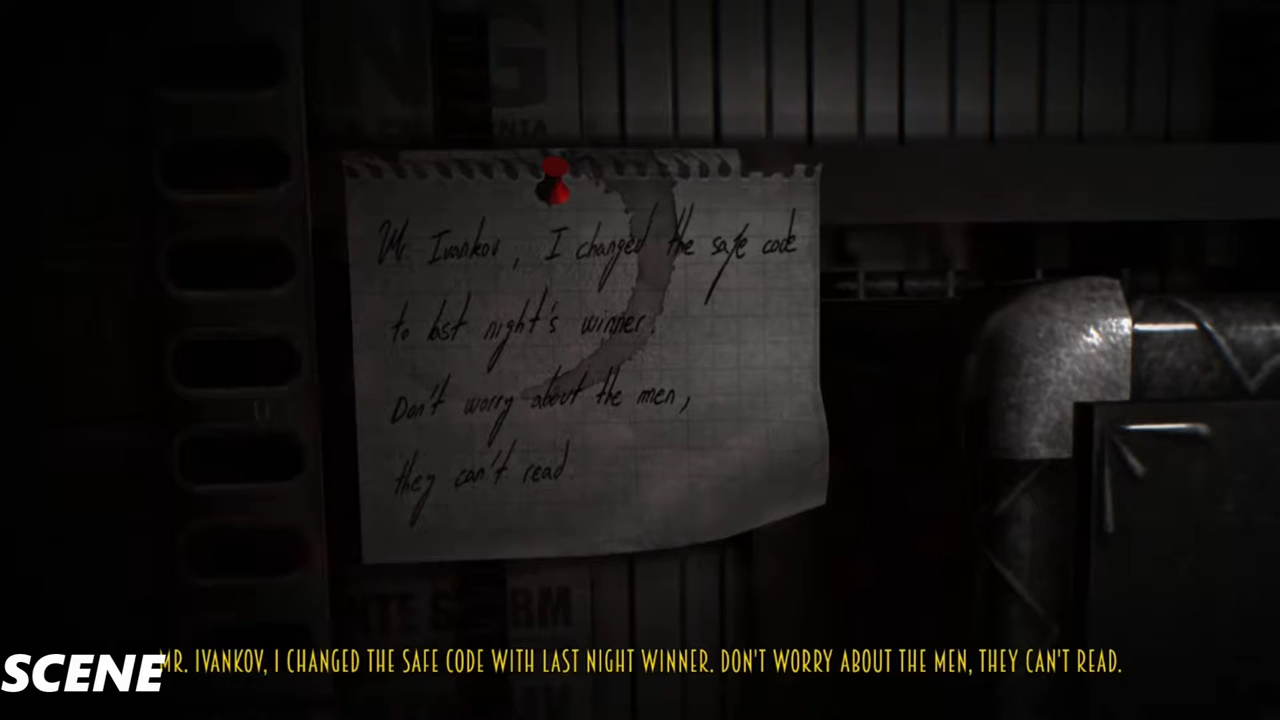 Mr. Ivankov, I changed the safe code
to last night's winner.
Don't worry about the men,
they can't read
RM
SCENE
MR. IVANKOV, I CHANGED THE SAFE CODE WITH LAST NIGHT WINNER. DON'T WORRY ABOUT THE MEN, THEY CAN'T READ.